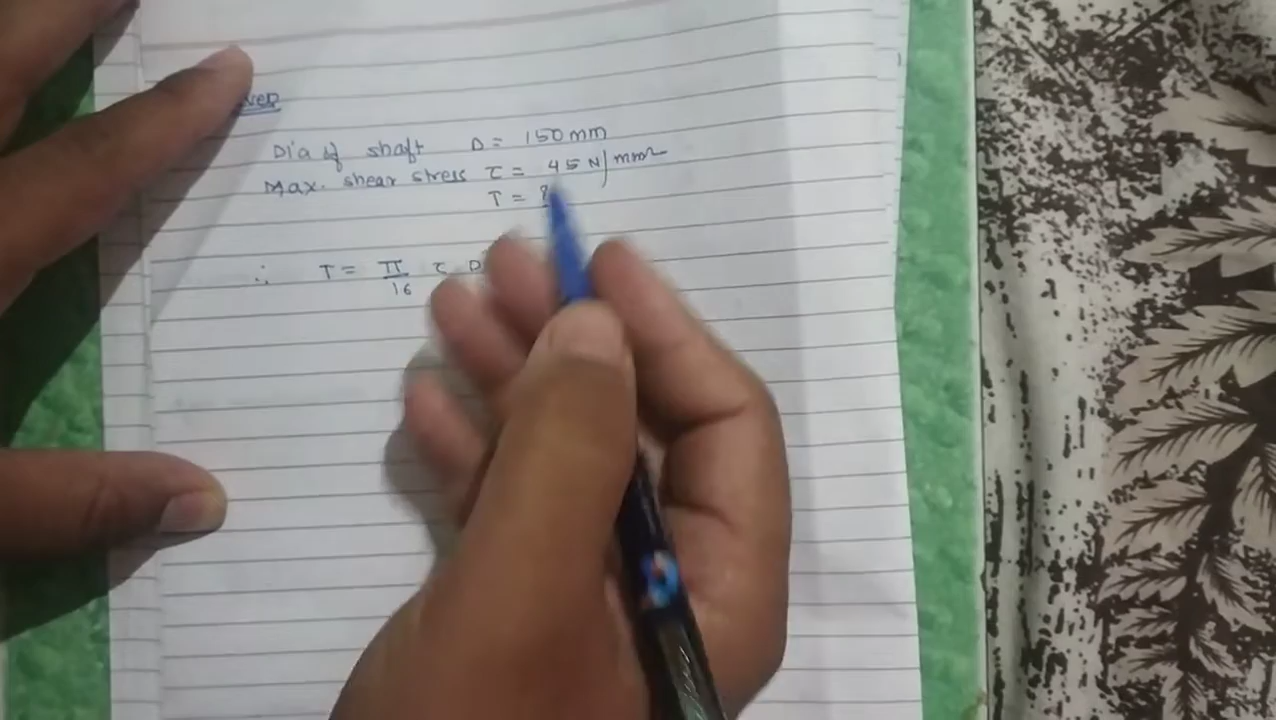 Dia of shaft D = 150 mm
Max. shear stress τ = 45 N/mm²
T = ?
∴ T = π/16 τ D